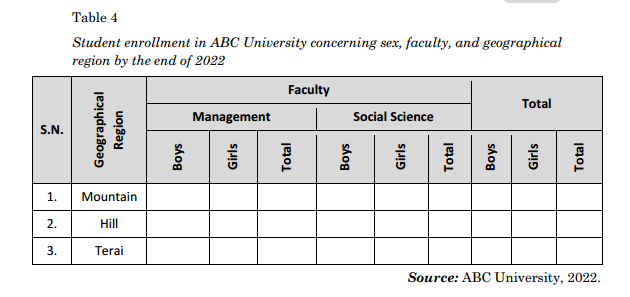 Table 4
Student enrollment in ABC University concerning sex, faculty, and geographical
region by the end of 2022
S.N.
Geographical
Region
Faculty
Total
Management
Social Science
Boys
Girls
Total
Boys
Girls
Total
Boys
Girls
Total
1. Mountain
2. Hill
3. Terai
Source: ABC University, 2022.